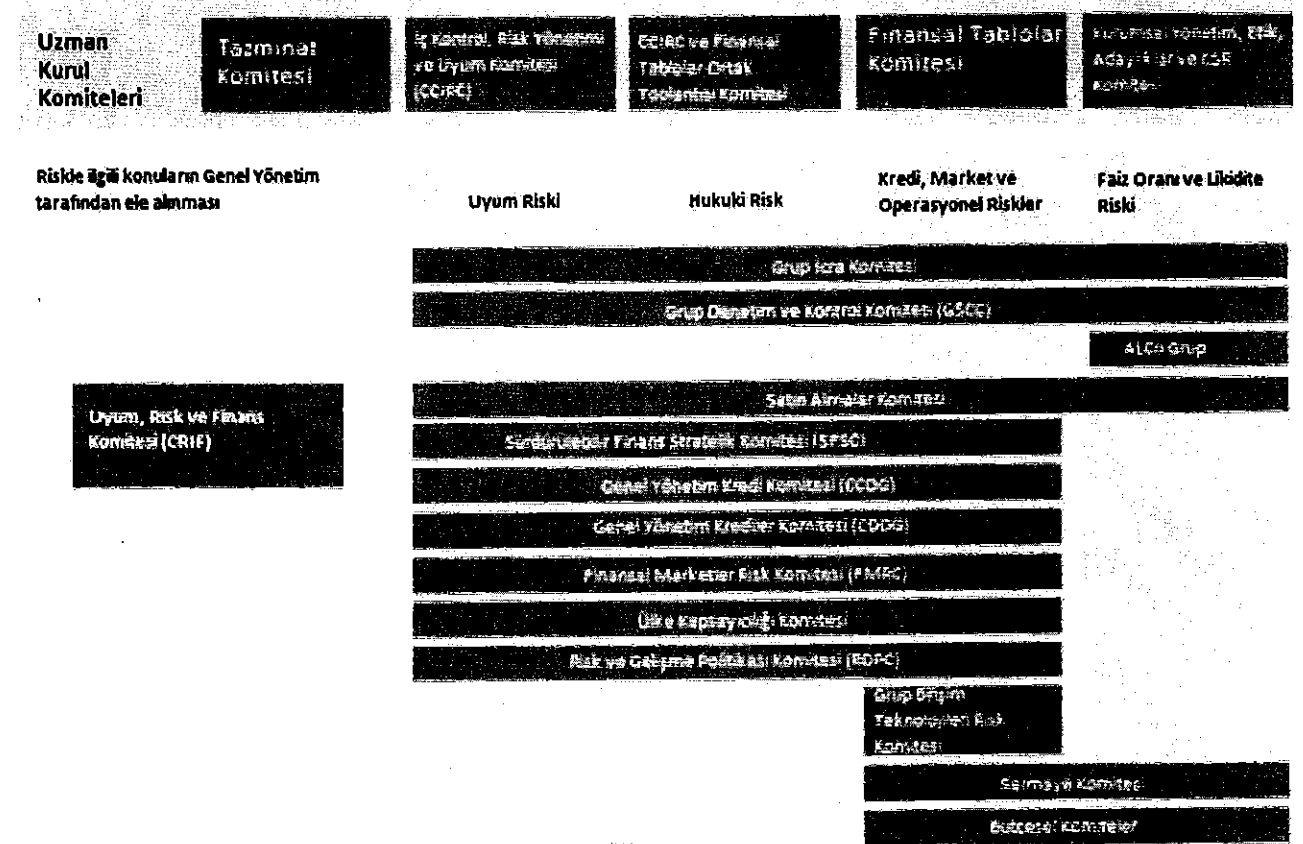 Uzman
Kurul
Komiteleri
Tazminat
Komitesi
İç Kontrol, Risk Yönetimi
ve Uyum Komitesi
CCIRC ve Finansal
Tablolar Ortak
Toplantısı Komitesi
Finansal Tablolar
Komitesi
Kurumsal Yönetim, Etik,
Adaylıklar ve CSR
Komitesi
Riskle ilgili konuların Genel Yönetim
tarafından ele alınması
Uyum Riski
Hukuki Risk
Kredi, Market ve
Operasyonel Riskler
Faiz Oranı ve Likidite
Riski
Grup İcra Komitesi
Grup Denetim ve Kontrol Komitesi (GSCC)
ALCo Grup
Uyum, Risk ve Finans
Komitesi (CRIF)
Satın Almalar Komitesi
Sürdürülebilir Finans Stratejik Komitesi (SFSC)
Genel Yönetim Kredi Komitesi (CCDG)
Genel Yönetim Krediler Komitesi (CDDG)
Finansal Marketler Risk Komitesi (FMRC)
Ülke Kapsayıcılığı Komitesi
Risk ve Gelişme Politikası Komitesi (RDPC)
Grup Bilişim
Teknolojileri Risk
Komitesi
Sermaye Komitesi
Bütçesel Komiteler